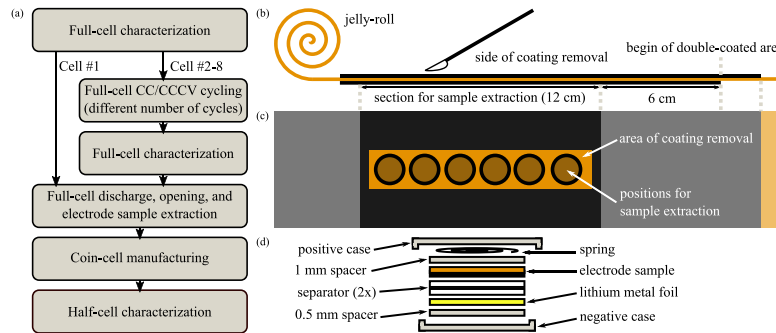 (a)
Full-cell characterization
Cell #1
Cell #2-8
Full-cell CC/CCCV cycling
(different number of cycles)
Full-cell characterization
Full-cell discharge, opening, and
electrode sample extraction
Coin-cell manufacturing
Half-cell characterization
(b)
jelly-roll
side of coating removal
begin of double-coated are
section for sample extraction (12 cm)
6 cm
(c)
area of coating removal
positions for
sample extraction
(d)
positive case
spring
1 mm spacer
electrode sample
separator (2x)
lithium metal foil
0.5 mm spacer
negative case